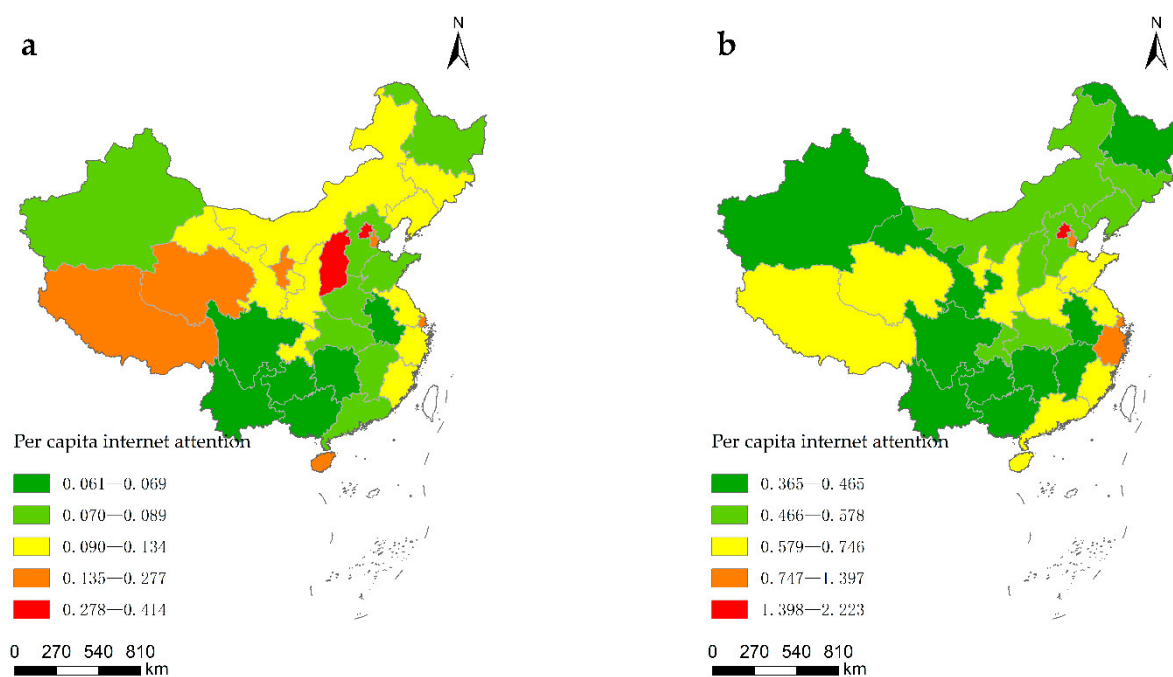 a
N
Per capita internet attention
0.061—0.069
0.070—0.089
0.090—0.134
0.135—0.277
0.278—0.414
0 270 540 810
km
b
N
Per capita internet attention
0.365—0.465
0.466—0.578
0.579—0.746
0.747—1.397
1.398—2.223
0 270 540 810
km